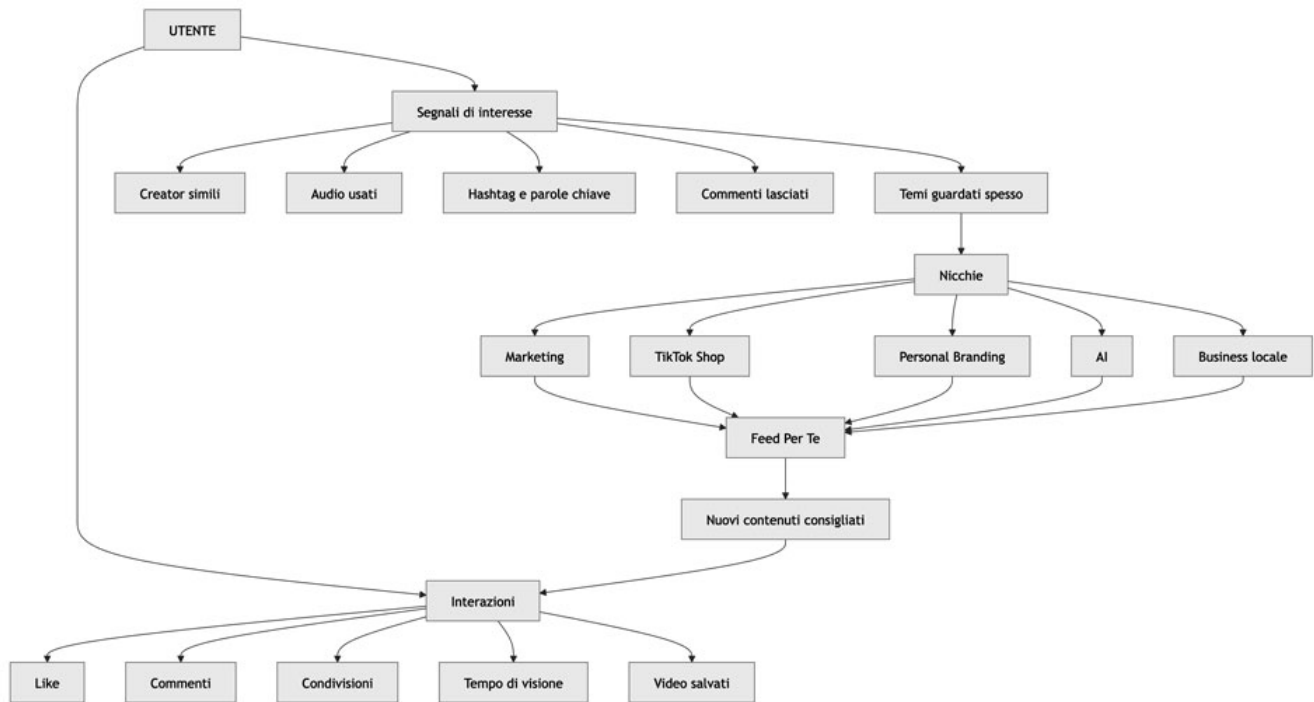 UTENTE
Segnali di interesse
Creator simili
Audio usati
Hashtag e parole chiave
Commenti lasciati
Temi guardati spesso
Nicchie
Marketing
TikTok Shop
Personal Branding
AI
Business locale
Feed Per Te
Nuovi contenuti consigliati
Interazioni
Like
Commenti
Condivisioni
Tempo di visione
Video salvati